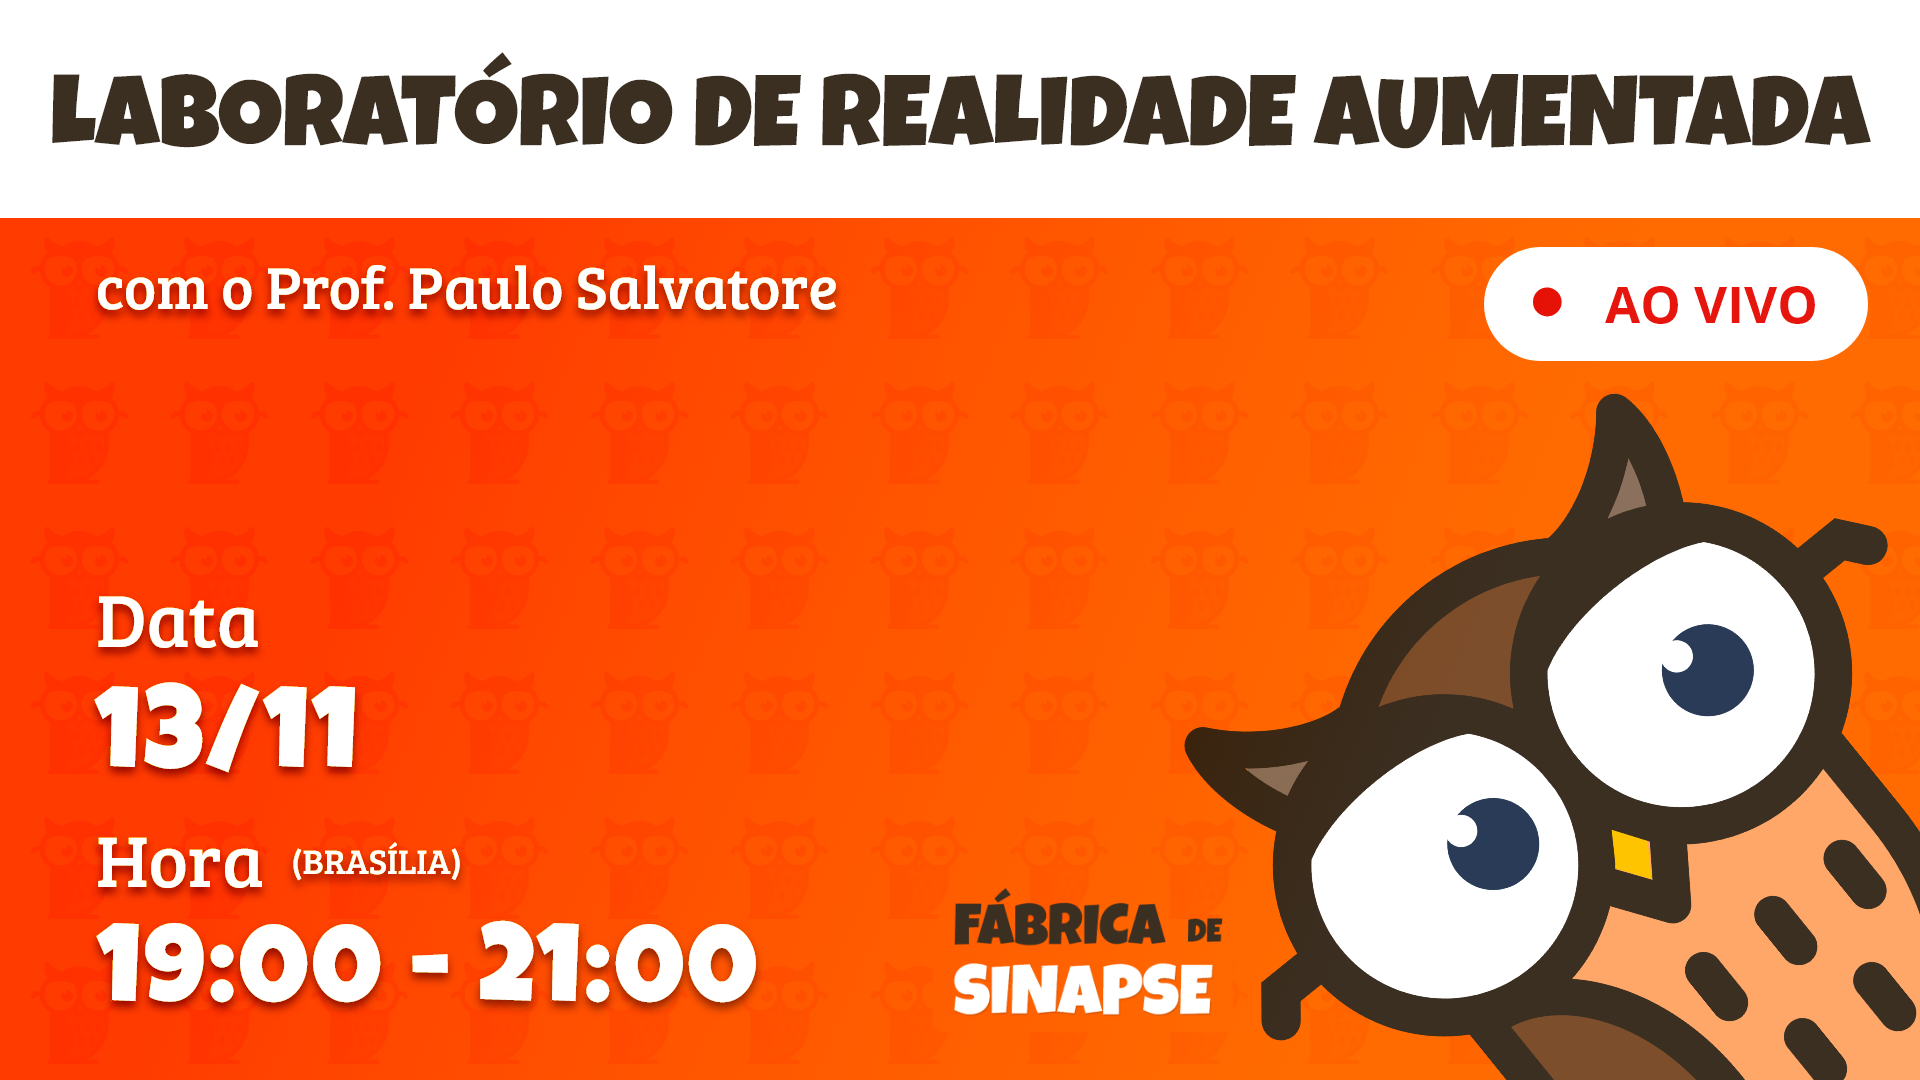 LABORATÓRIO DE REALIDADE AUMENTADA
com o Prof. Paulo Salvatore
AO VIVO
Data
13/11
Hora (BRASÍLIA)
19:00 - 21:00
FÁBRICA DE
SINAPSE